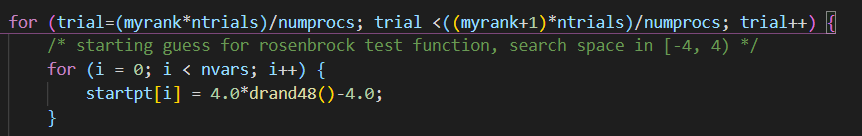 for (trial=(myrank*ntrials)/numprocs; trial <((myrank+1)*ntrials)/numprocs; trial++) {
/* starting guess for rosenbrock test function, search space in [-4, 4) */
for (i = 0; i < nvars; i++) {
startpt[i] = 4.0*drand48()-4.0;
}